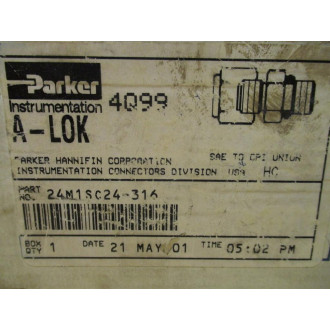 Parker
Instrumentation 4Q99
A-LOK
PARKER HANNIFIN CORPORATION SAE TO CPI UNION
INSTRUMENTATION CONNECTORS DIVISION USA HC
PART NO. 24M1SC24-316
BOX QTY 1 DATE 21 MAY 01 TIME 05:02 PM